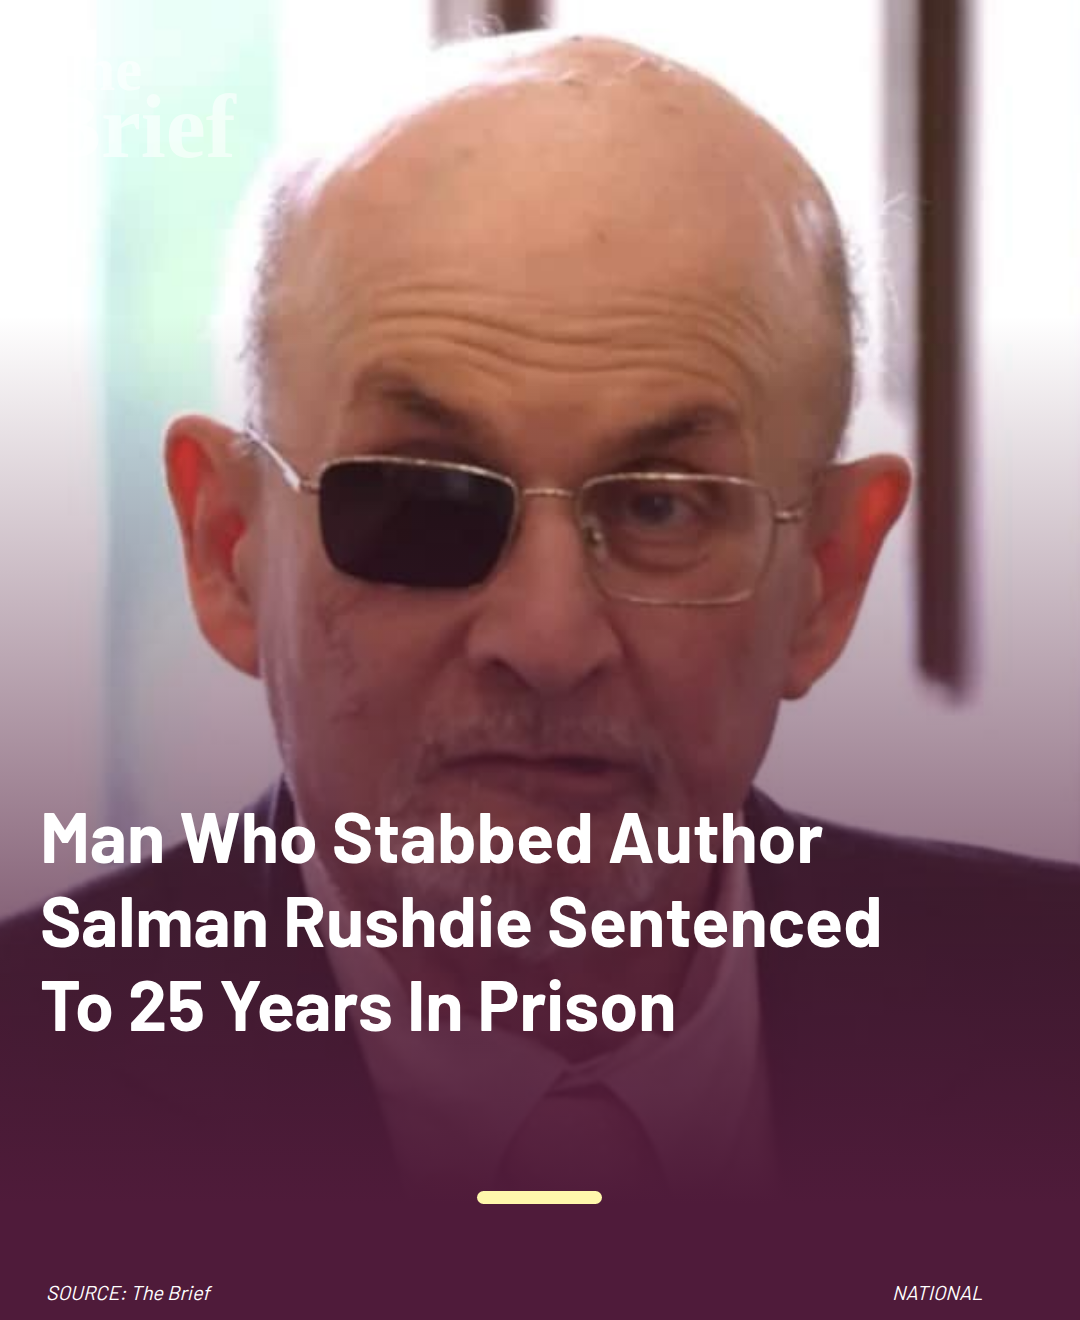 The
Brief
Man Who Stabbed Author
Salman Rushdie Sentenced
To 25 Years In Prison
SOURCE: The Brief
NATIONAL